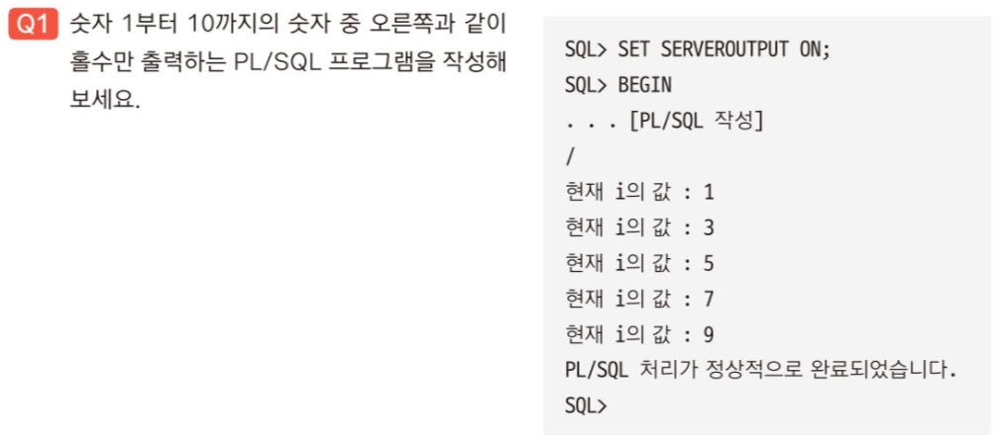 Q1 숫자 1부터 10까지의 숫자 중 오른쪽과 같이
홀수만 출력하는 PL/SQL 프로그램을 작성해
보세요.
SQL> SET SERVEROUTPUT ON;
SQL> BEGIN
. . . [PL/SQL 작성]
/
현재 i의 값 : 1
현재 i의 값 : 3
현재 i의 값 : 5
현재 i의 값 : 7
현재 i의 값 : 9
PL/SQL 처리가 정상적으로 완료되었습니다.
SQL>